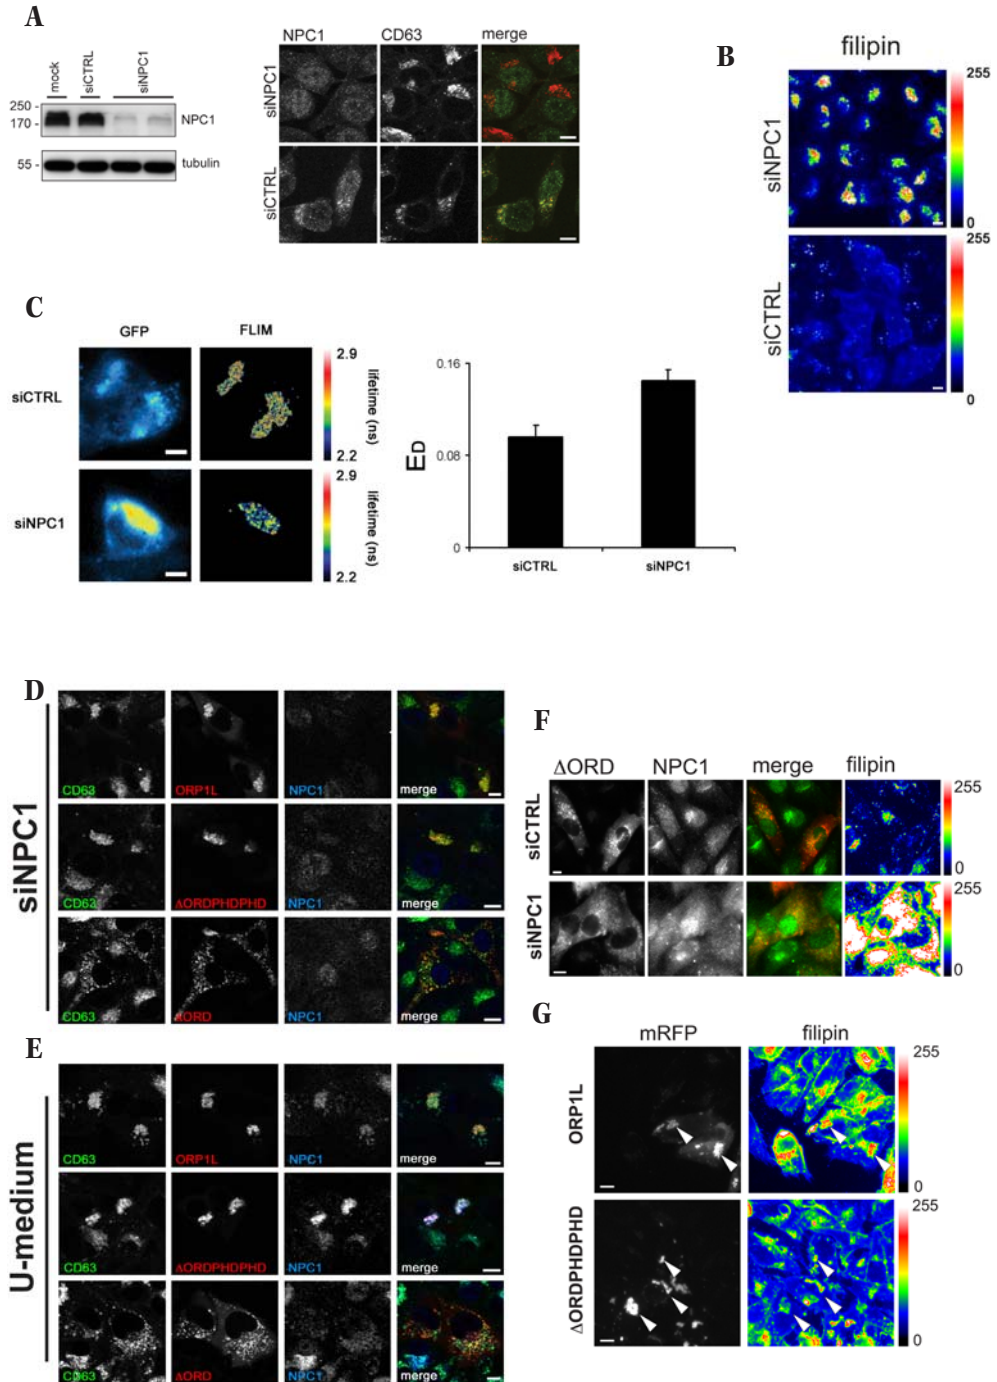 A
mock
siCTRL
siNPC1
250 -
170 -
NPC1
55 -
tubulin
NPC1 CD63 merge
siNPC1
siCTRL
B
filipin
siNPC1
255
0
siCTRL
255
0
C
GFP FLIM
siCTRL
2.9
lifetime (ns)
2.2
siNPC1
2.9
lifetime (ns)
2.2
ED
0.16
0.08
0
siCTRL siNPC1
D
siNPC1
CD63 ORP1L NPC1 merge
CD63 ΔORDPHDPHD NPC1 merge
CD63 ΔORD NPC1 merge
E
U-medium
CD63 ORP1L NPC1 merge
CD63 ΔORDPHDPHD NPC1 merge
CD63 ΔORD NPC1 merge
F
ΔORD NPC1 merge filipin
siCTRL
255
0
siNPC1
255
0
G
mRFP filipin
ORP1L
255
0
ΔORDPHDPHD
255
0